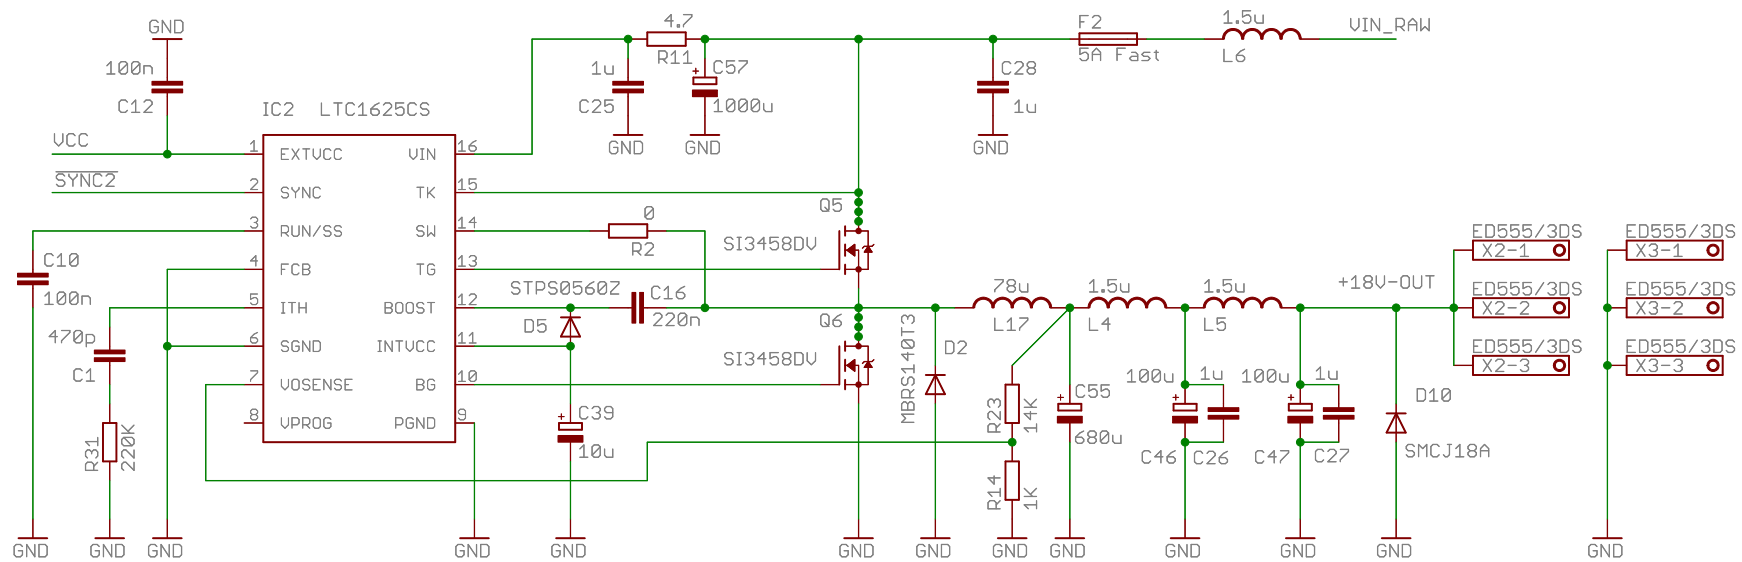 GND
100n
C12
IC2 LTC1625CS
VCC
SYNC2
1 EXTVCC VIN 16
2 SYNC TK 15
3 RUN/SS SW 14
4 FCB TG 13
5 ITH BOOST 12
6 SGND INTVCC 11
7 VOSENSE BG 10
8 VPROG PGND 9
C10
100n
470p
C1
R31
220K
GND
GND
GND
GND
4.7
R11
1u
C25
GND
C57
1000u
GND
C28
1u
GND
F2
5A Fast
1.5u
L6
VIN_RAW
0
R2
STPS0560Z
D5
C16
220n
C39
10u
GND
Q5
SI3458DV
Q6
SI3458DV
GND
MBRS140T3
D2
GND
78u
L17
R23
14K
R14
1K
GND
C55
680u
GND
1.5u
L4
1.5u
L5
100u
1u
C46
C26
GND
100u
1u
C47
C27
GND
+18V-OUT
D10
SMCJ18A
GND
ED555/3DS
X2-1
ED555/3DS
X2-2
ED555/3DS
X2-3
ED555/3DS
X3-1
ED555/3DS
X3-2
ED555/3DS
X3-3
GND